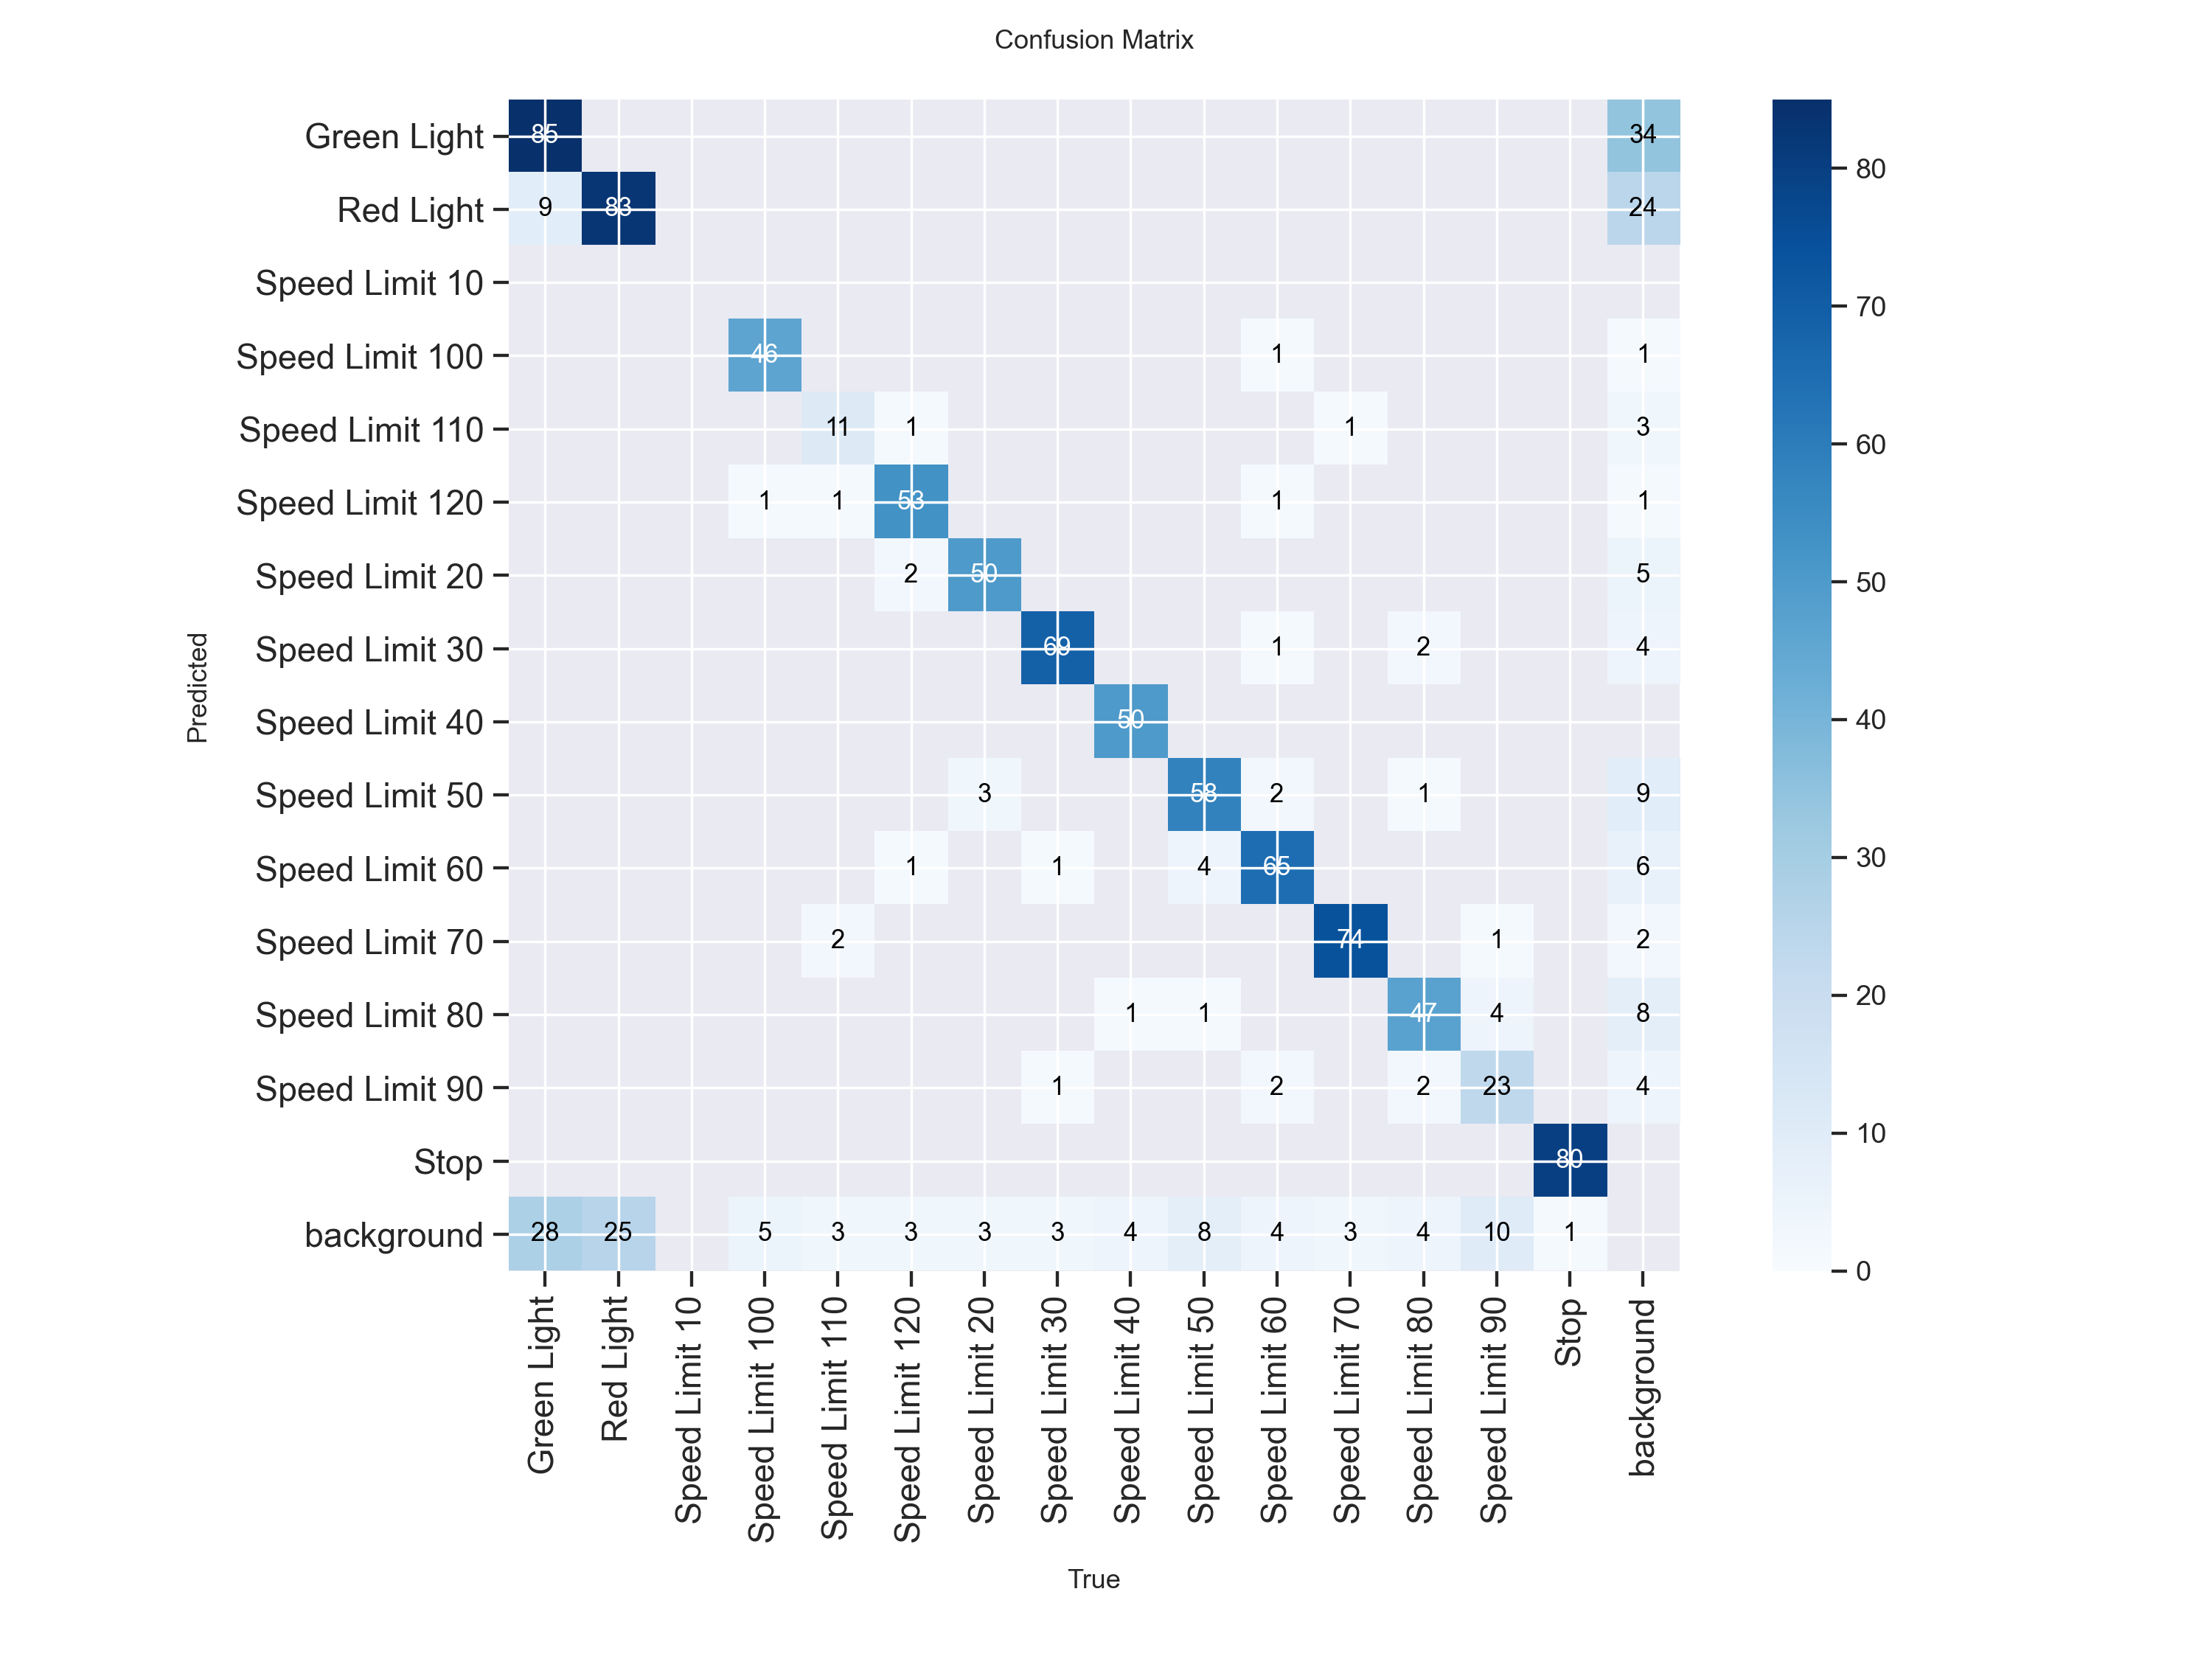 Confusion Matrix
Green Light 85 34
Red Light 9 83 24
Speed Limit 10
Speed Limit 100 46 1 1
Speed Limit 110 11 1 1 3
Speed Limit 120 1 1 53 1 1
Speed Limit 20 2 50 5
Speed Limit 30 69 1 2 4
Speed Limit 40 50
Speed Limit 50 3 58 2 1 9
Speed Limit 60 1 1 4 65 6
Speed Limit 70 2 74 1 2
Speed Limit 80 1 1 47 4 8
Speed Limit 90 1 2 2 23 4
Stop 80
background 28 25 5 3 3 3 3 4 8 4 3 4 10 1
Predicted
Green Light
Red Light
Speed Limit 10
Speed Limit 100
Speed Limit 110
Speed Limit 120
Speed Limit 20
Speed Limit 30
Speed Limit 40
Speed Limit 50
Speed Limit 60
Speed Limit 70
Speed Limit 80
Speed Limit 90
Stop
background
True
80
70
60
50
40
30
20
10
0